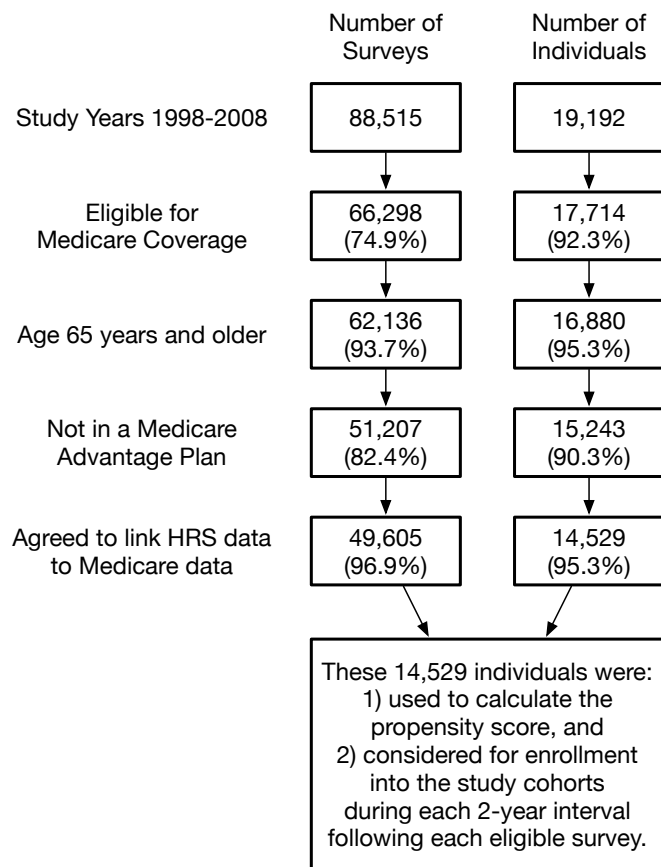 Number of
Surveys
Number of
Individuals
Study Years 1998-2008
88,515
19,192
Eligible for
Medicare Coverage
66,298
(74.9%)
17,714
(92.3%)
Age 65 years and older
62,136
(93.7%)
16,880
(95.3%)
Not in a Medicare
Advantage Plan
51,207
(82.4%)
15,243
(90.3%)
Agreed to link HRS data
to Medicare data
49,605
(96.9%)
14,529
(95.3%)
These 14,529 individuals were:
1) used to calculate the
propensity score, and
2) considered for enrollment
into the study cohorts
during each 2-year interval
following each eligible survey.